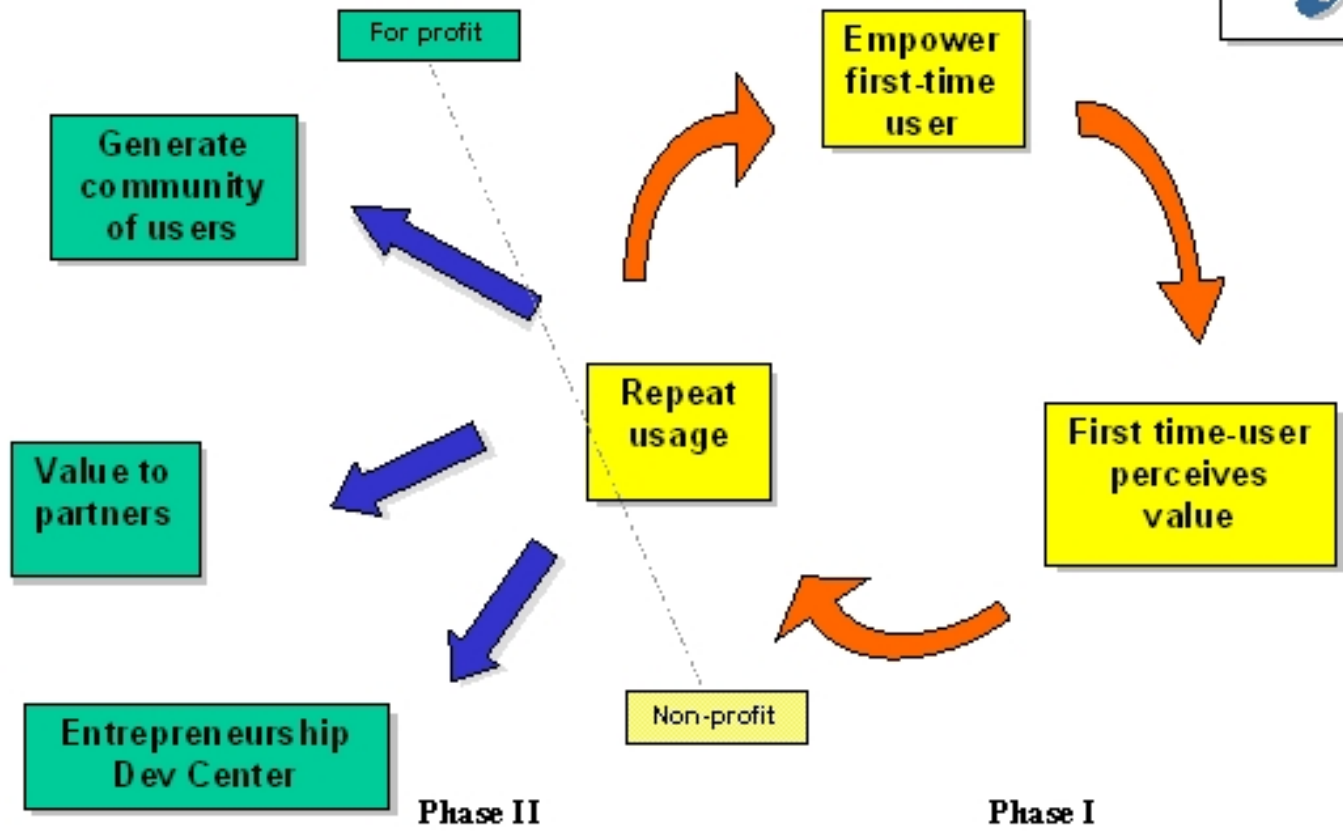 For profit
Empower
first-time
user
Generate
community
of users
Repeat
usage
First time-user
perceives
value
Value to
partners
Non-profit
Entrepreneurship
Dev Center
Phase II
Phase I